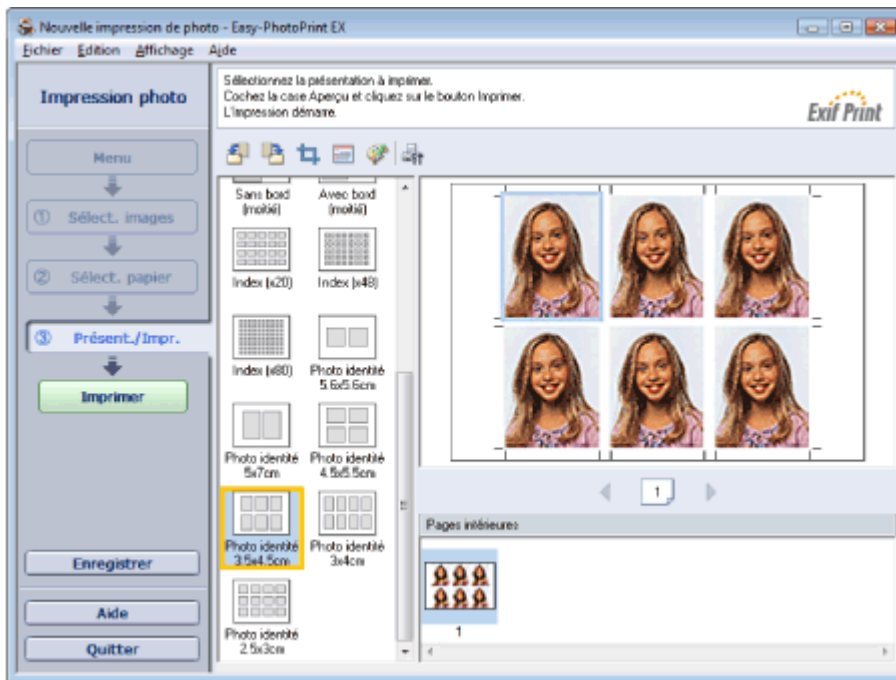 Nouvelle impression de photo - Easy-PhotoPrint EX
Fichier Edition Affichage Aide
Impression photo
Sélectionnez la présentation à imprimer.
Cochez la case Aperçu et cliquez sur le bouton Imprimer.
L'impression démarre.
Exif Print
Menu
① Sélect. images
② Sélect. papier
③ Présent./Impr.
Imprimer
Enregistrer
Aide
Quitter
Sans bord
(moitié)
Avec bord
(moitié)
Index (x20)
Index (x48)
Index (x80)
Photo identité
5.6x5.6cm
Photo identité
5x7cm
Photo identité
4.5x5.5cm
Photo identité
3.5x4.5cm
Photo identité
3x4cm
Photo identité
2.5x3cm
1
Pages intérieures
1